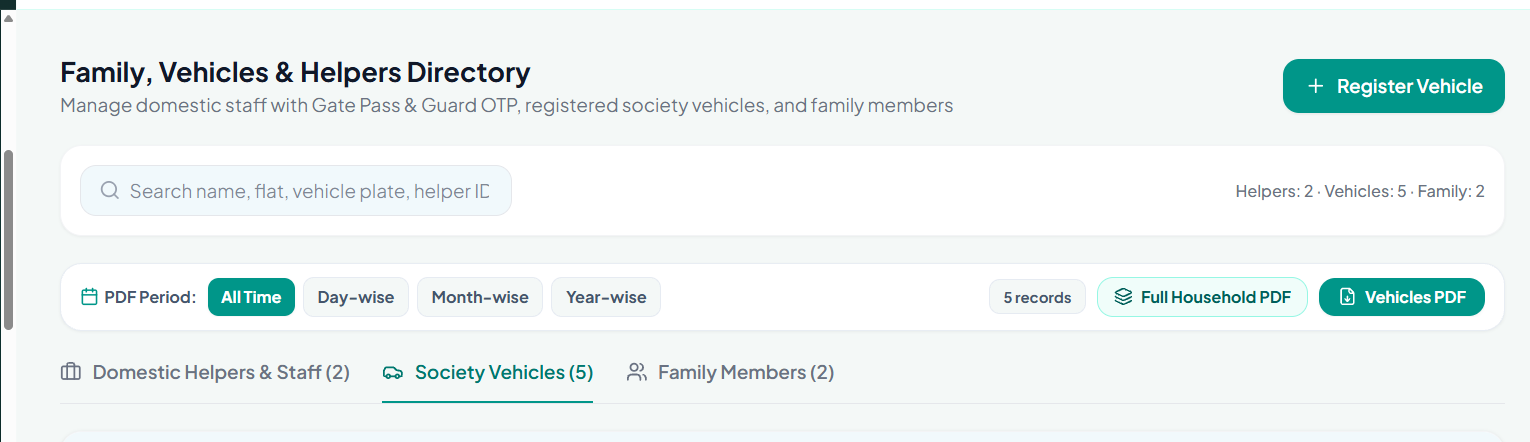 Family, Vehicles & Helpers Directory
Manage domestic staff with Gate Pass & Guard OTP, registered society vehicles, and family members
Register Vehicle
Search name, flat, vehicle plate, helper ID
Helpers: 2 · Vehicles: 5 · Family: 2
PDF Period: All Time Day-wise Month-wise Year-wise 5 records Full Household PDF Vehicles PDF
Domestic Helpers & Staff (2) Society Vehicles (5) Family Members (2)